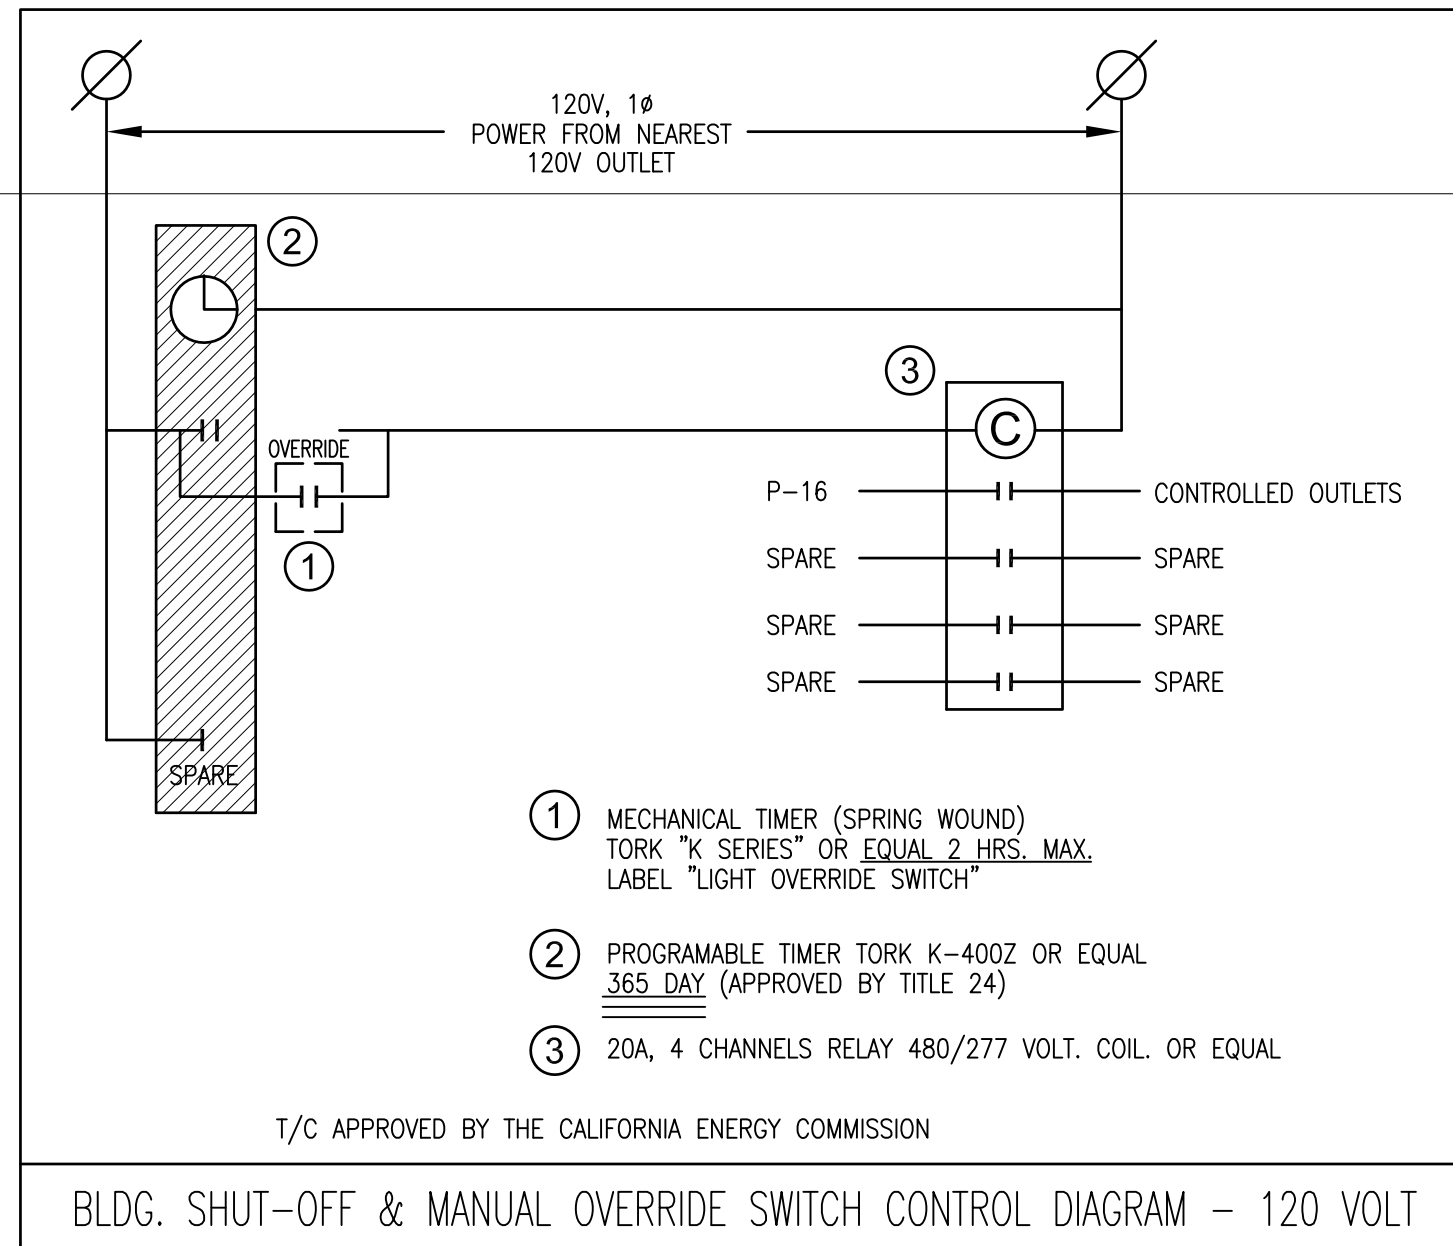 120V, 1ø
POWER FROM NEAREST
120V OUTLET
2
3
C
OVERRIDE
1
P-16 CONTROLLED OUTLETS
SPARE SPARE
SPARE SPARE
SPARE SPARE
SPARE
1 MECHANICAL TIMER (SPRING WOUND)
TORK "K SERIES" OR EQUAL 2 HRS. MAX.
LABEL "LIGHT OVERRIDE SWITCH"
2 PROGRAMABLE TIMER TORK K-400Z OR EQUAL
365 DAY (APPROVED BY TITLE 24)
3 20A, 4 CHANNELS RELAY 480/277 VOLT. COIL. OR EQUAL
T/C APPROVED BY THE CALIFORNIA ENERGY COMMISSION
BLDG. SHUT-OFF & MANUAL OVERRIDE SWITCH CONTROL DIAGRAM - 120 VOLT